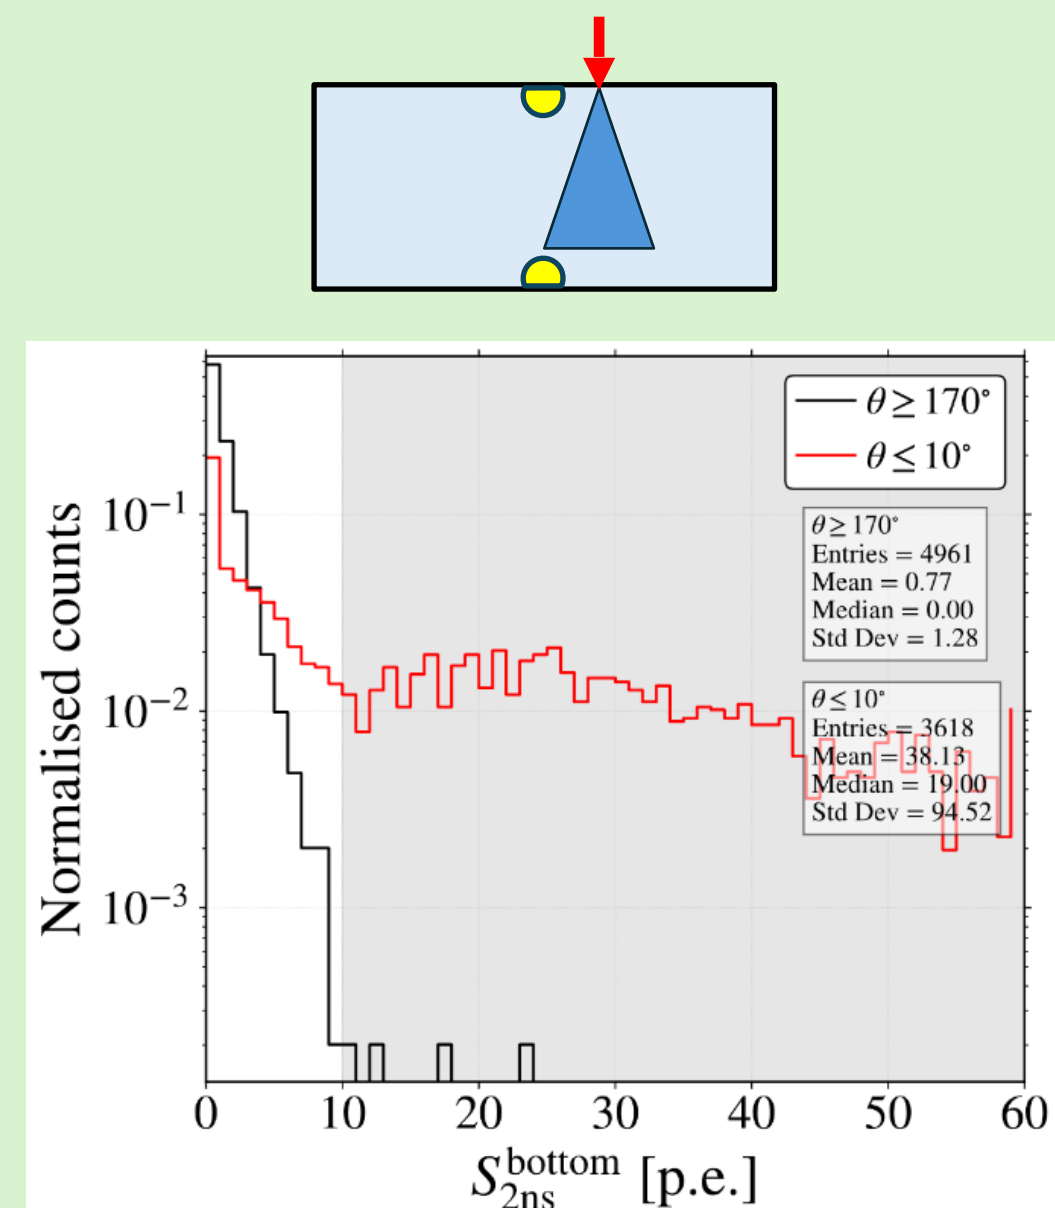 θ ≥ 170°
θ ≤ 10°
θ ≥ 170°
Entries = 4961
Mean = 0.77
Median = 0.00
Std Dev = 1.28
θ ≤ 10°
Entries = 3618
Mean = 38.13
Median = 19.00
Std Dev = 94.52
Normalised counts
10⁻¹
10⁻²
10⁻³
0 10 20 30 40 50 60
S_{2ns}^{bottom} [p.e.]